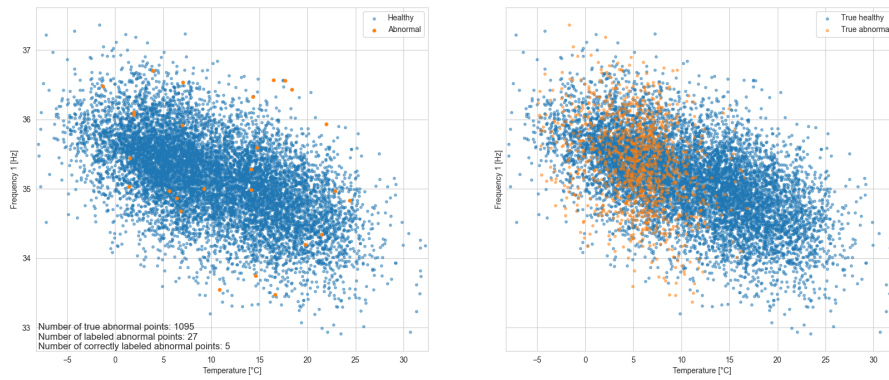 Healthy
Abnormal
37
36
35
34
33
Frequency 1 [Hz]
Number of true abnormal points: 1095
Number of labeled abnormal points: 27
Number of correctly labeled abnormal points: 5
−5 0 5 10 15 20 25 30
Temperature [°C]
True healthy
True abnormal
Frequency 1 [Hz]
−5 0 5 10 15 20 25 30
Temperature [°C]